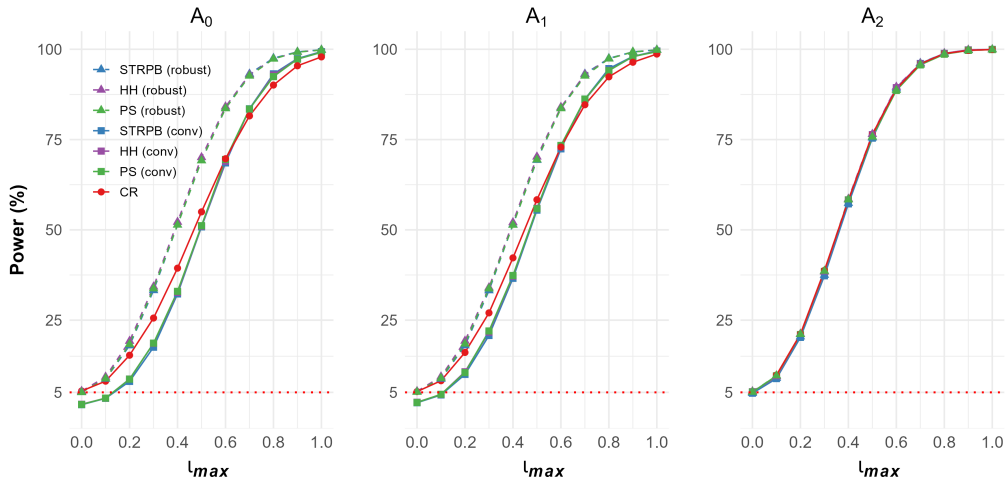 A0
A1
A2
Power (%)
100
75
50
25
5
STRPB (robust)
HH (robust)
PS (robust)
STRPB (conv)
HH (conv)
PS (conv)
CR
100
75
50
25
5
100
75
50
25
5
0.0 0.2 0.4 0.6 0.8 1.0
0.0 0.2 0.4 0.6 0.8 1.0
0.0 0.2 0.4 0.6 0.8 1.0
ιmax
ιmax
ιmax